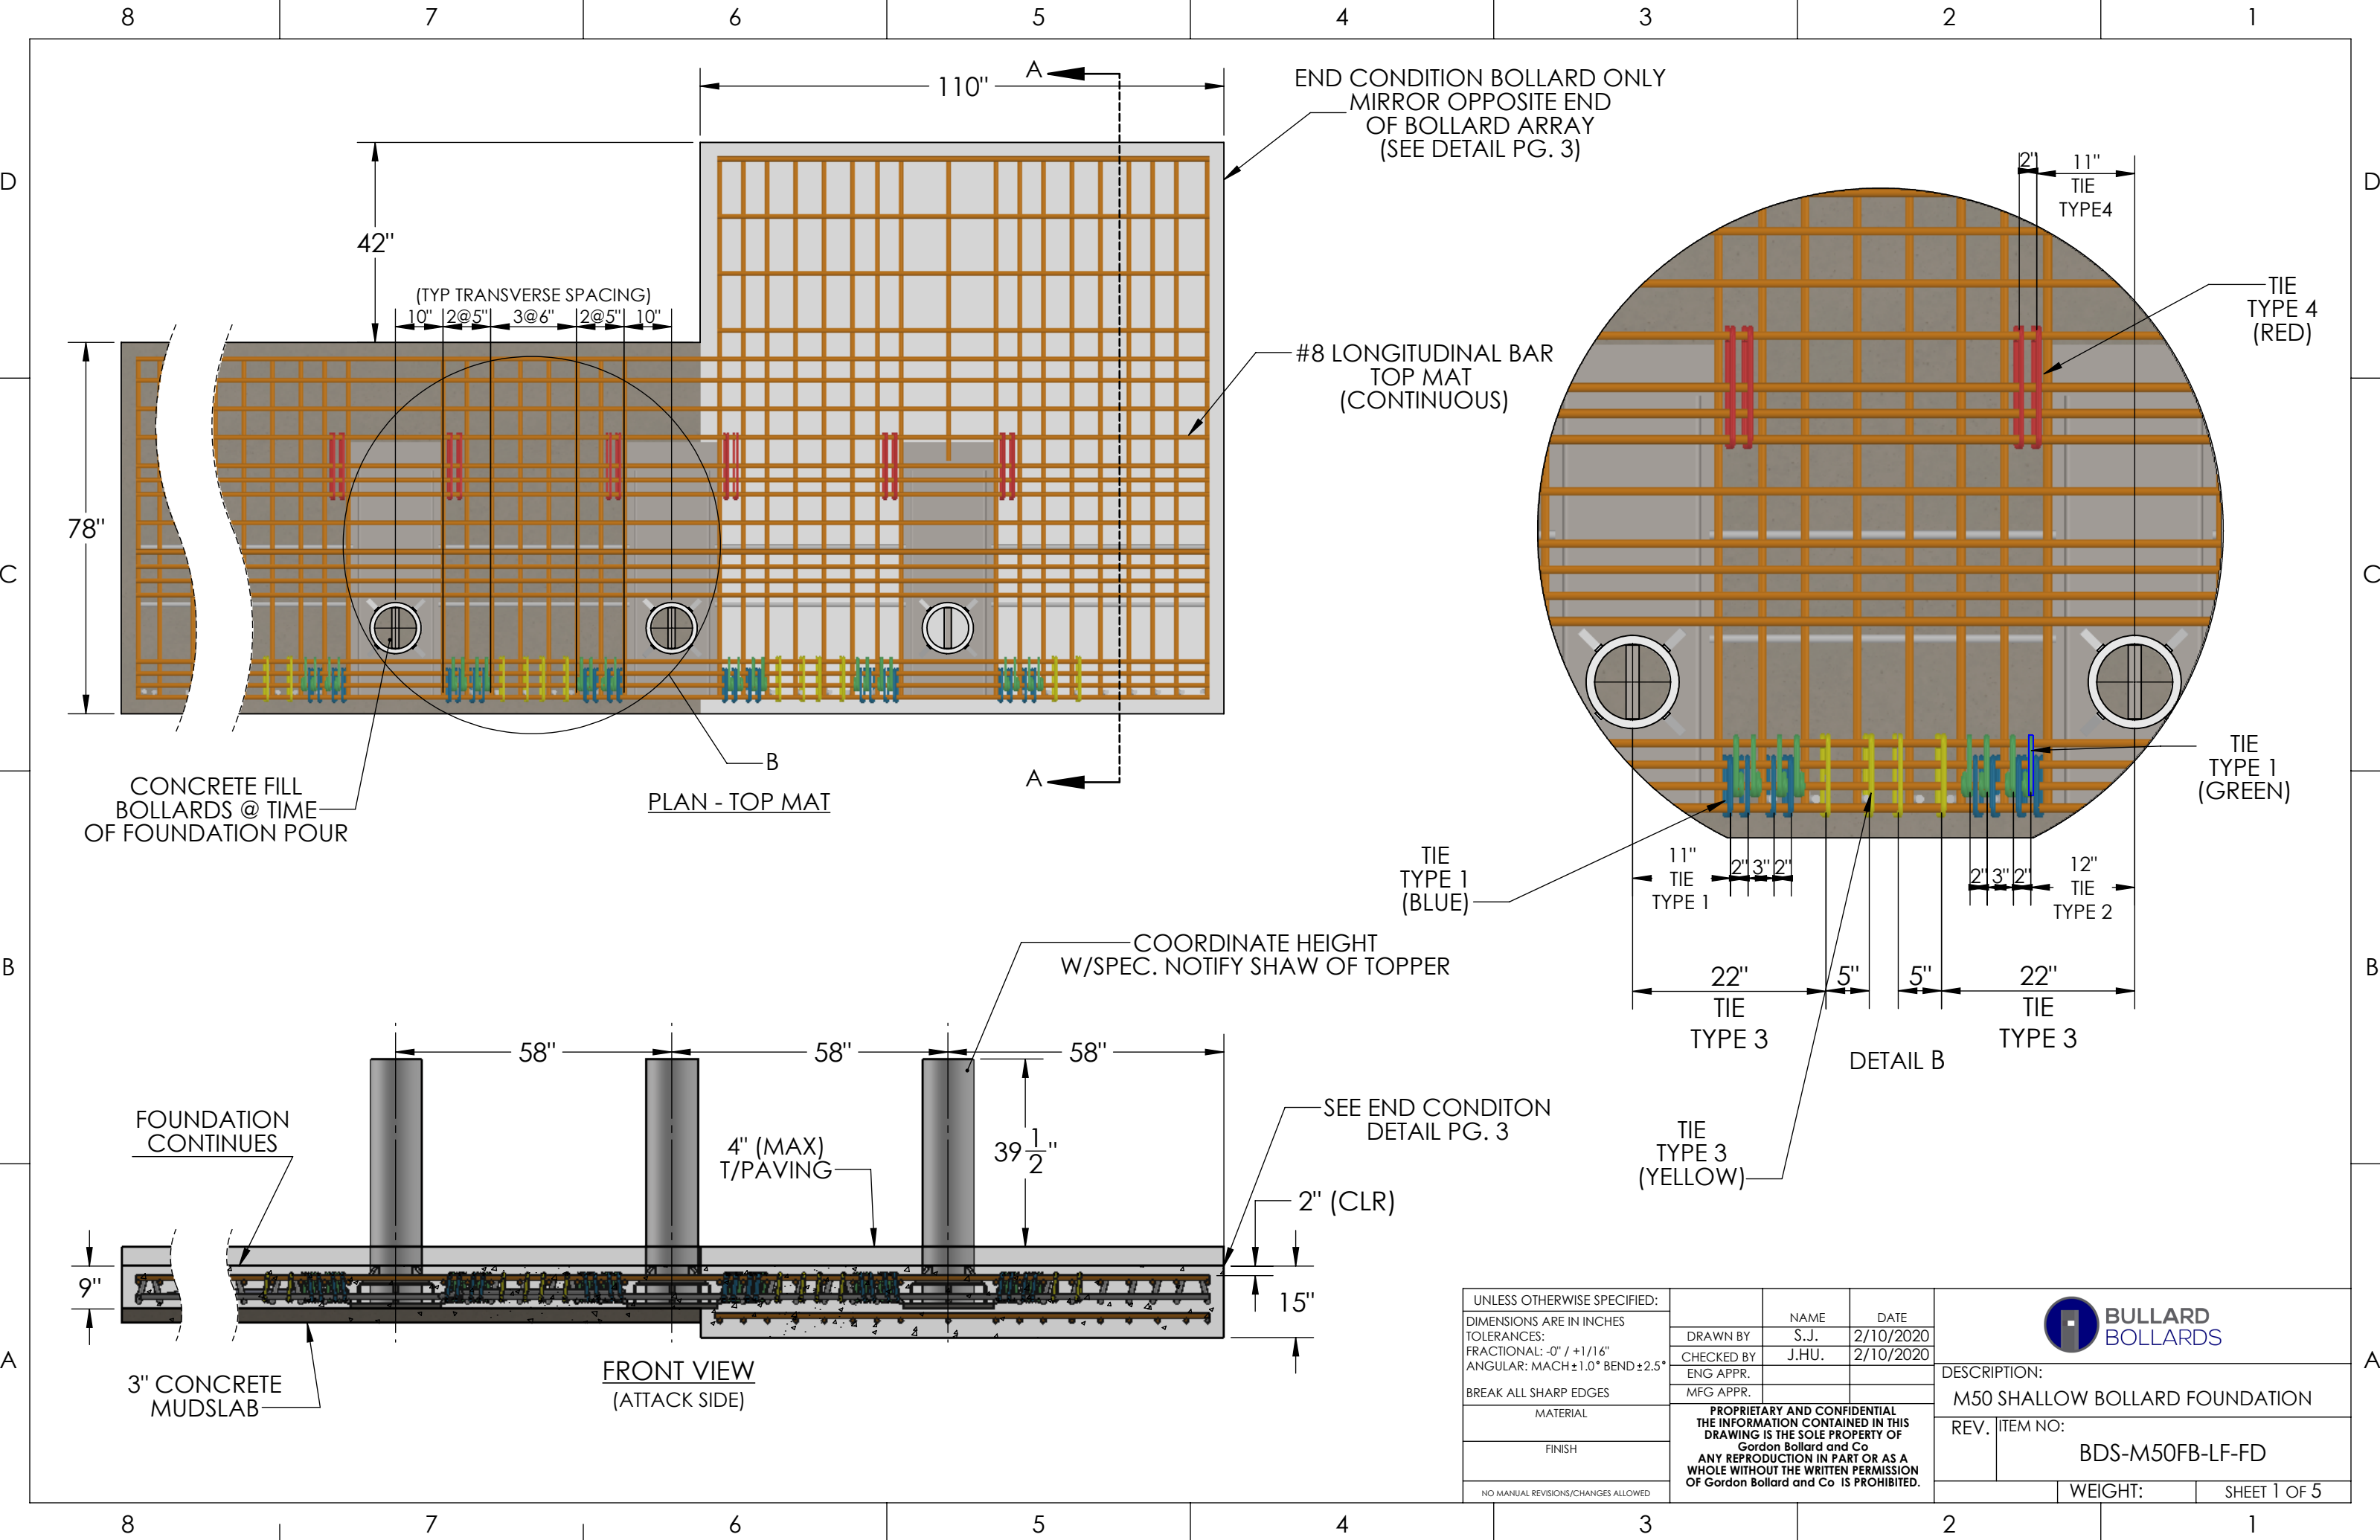 8 7 6 5 4 3 2 1
D
D
C
C
B
B
A
A
110"
A
END CONDITION BOLLARD ONLY
MIRROR OPPOSITE END
OF BOLLARD ARRAY
(SEE DETAIL PG. 3)
42"
(TYP TRANSVERSE SPACING)
10" 2@5" 3@6" 2@5" 10"
#8 LONGITUDINAL BAR
TOP MAT
(CONTINUOUS)
78"
B
A
CONCRETE FILL
BOLLARDS @ TIME
OF FOUNDATION POUR
PLAN - TOP MAT
2" 11"
TIE
TYPE4
TIE
TYPE 4
(RED)
TIE
TYPE 1
(GREEN)
TIE
TYPE 1
(BLUE)
11"
TIE
TYPE 1
2" 3" 2"
2" 3" 2"
12"
TIE
TYPE 2
22"
TIE
TYPE 3
5" 5"
22"
TIE
TYPE 3
DETAIL B
TIE
TYPE 3
(YELLOW)
COORDINATE HEIGHT
W/SPEC. NOTIFY SHAW OF TOPPER
58" 58" 58"
FOUNDATION
CONTINUES
4" (MAX)
T/PAVING
39 1/2"
SEE END CONDITON
DETAIL PG. 3
2" (CLR)
9"
15"
3" CONCRETE
MUDSLAB
FRONT VIEW
(ATTACK SIDE)
UNLESS OTHERWISE SPECIFIED:
DIMENSIONS ARE IN INCHES
TOLERANCES:
FRACTIONAL: -0" / +1/16"
ANGULAR: MACH±1.0° BEND±2.5°
BREAK ALL SHARP EDGES
MATERIAL
FINISH
NO MANUAL REVISIONS/CHANGES ALLOWED
NAME DATE
DRAWN BY S.J. 2/10/2020
CHECKED BY J.HU. 2/10/2020
ENG APPR.
MFG APPR.
PROPRIETARY AND CONFIDENTIAL
THE INFORMATION CONTAINED IN THIS
DRAWING IS THE SOLE PROPERTY OF
Gordon Bollard and Co
ANY REPRODUCTION IN PART OR AS A
WHOLE WITHOUT THE WRITTEN PERMISSION
OF Gordon Bollard and Co IS PROHIBITED.
BULLARD
BOLLARDS
DESCRIPTION:
M50 SHALLOW BOLLARD FOUNDATION
REV. ITEM NO:
BDS-M50FB-LF-FD
WEIGHT: SHEET 1 OF 5
8 7 6 5 4 3 2 1